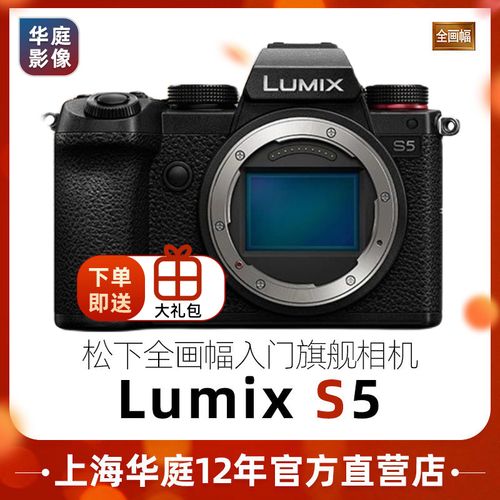 华庭
影像
全画幅
LUMIX
S5
下单
即送
大礼包
松下全画幅入门旗舰相机
Lumix S5
上海华庭12年官方直营店